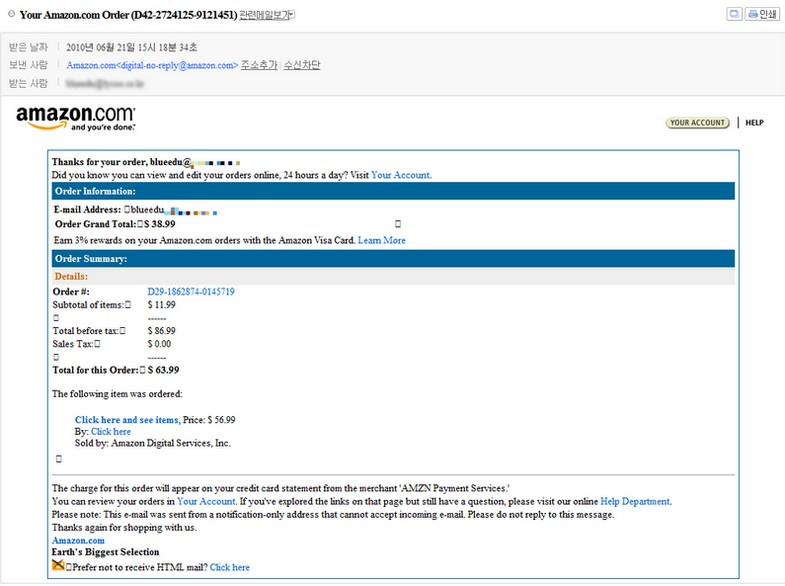 Your Amazon.com Order (D42-2724125-9121451) 관련메일보기
인쇄
받은 날짜 2010년 06월 21일 15시 18분 34초
보낸 사람 Amazon.com<digital-no-reply@amazon.com> 주소추가 수신차단
받는 사람
amazon.com
and you're done.™
YOUR ACCOUNT | HELP
Thanks for your order, blueedu@
Did you know you can view and edit your orders online, 24 hours a day? Visit Your Account.
Order Information:
E-mail Address: blueedu
Order Grand Total: $ 38.99
Earn 3% rewards on your Amazon.com orders with the Amazon Visa Card. Learn More
Order Summary:
Details:
Order #: D29-1862874-0145719
Subtotal of items: $ 11.99
------
Total before tax: $ 86.99
Sales Tax: $ 0.00
------
Total for this Order: $ 63.99
The following item was ordered:
Click here and see items, Price: $ 56.99
By: Click here
Sold by: Amazon Digital Services, Inc.
The charge for this order will appear on your credit card statement from the merchant 'AMZN Payment Services.'
You can review your orders in Your Account. If you've explored the links on that page but still have a question, please visit our online Help Department.
Please note: This e-mail was sent from a notification-only address that cannot accept incoming e-mail. Please do not reply to this message.
Thanks again for shopping with us.
Amazon.com
Earth's Biggest Selection
Prefer not to receive HTML mail? Click here